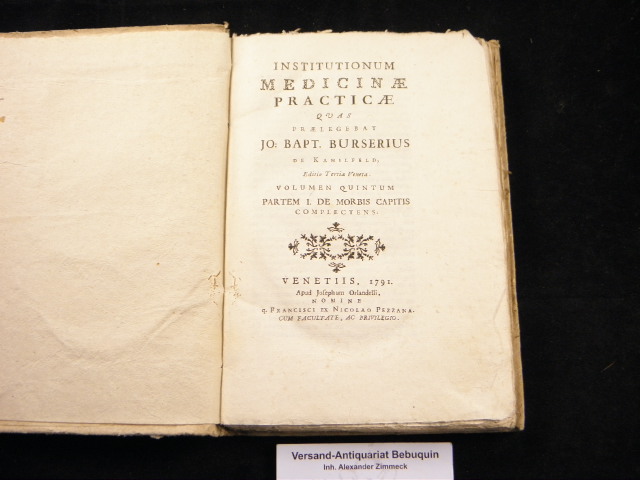 INSTITUTIONUM
MEDICINÆ
PRACTICÆ
QUAS
PRÆLEGEBAT
JO: BAPT. BURSERIUS
DE KANILFELD,
Editio Tertia Veneta.
VOLUMEN QUINTUM
PARTEM I. DE MORBIS CAPITIS
COMPLECTENS.
VENETIIS, 1791.
Apud Josephum Orlandelli,
NOMINE
q. FRANCISCI EX NICOLAO PEZZANA.
CUM FACULTATE, AC PRIVILEGIO.
Versand-Antiquariat Bebuquin
Inh. Alexander Zimmeck